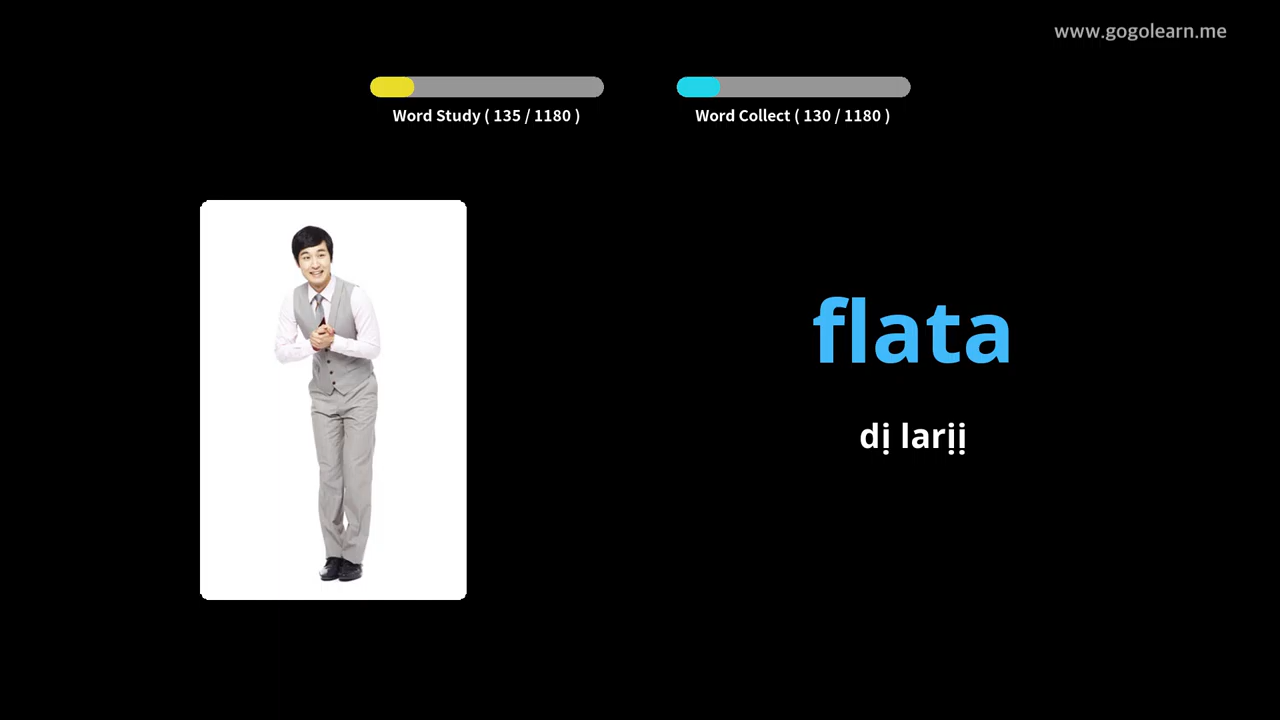 www.gogolearn.me
Word Study ( 135 / 1180 )
Word Collect ( 130 / 1180 )
flata
dị larịị